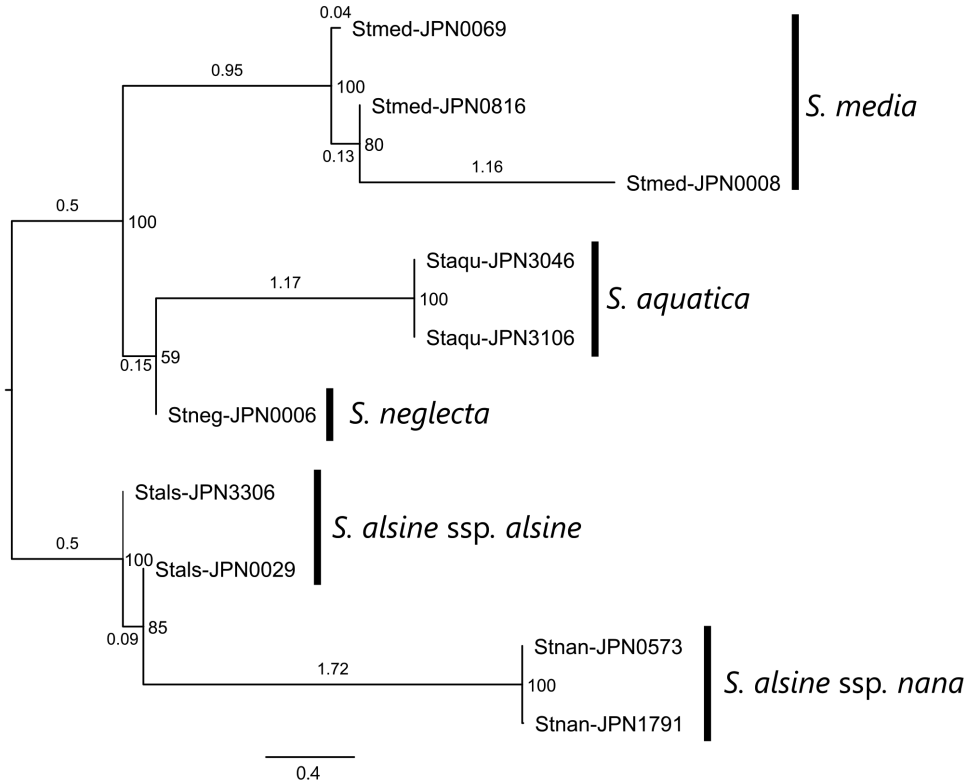 0.04
Stmed-JPN0069
0.95
100
Stmed-JPN0816
S. media
80
0.13
1.16
Stmed-JPN0008
0.5
100
Staqu-JPN3046
1.17
100
S. aquatica
Staqu-JPN3106
0.15
59
Stneg-JPN0006
S. neglecta
Stals-JPN3306
S. alsine ssp. alsine
0.5
100
Stals-JPN0029
0.09
85
Stnan-JPN0573
1.72
100
S. alsine ssp. nana
Stnan-JPN1791
0.4